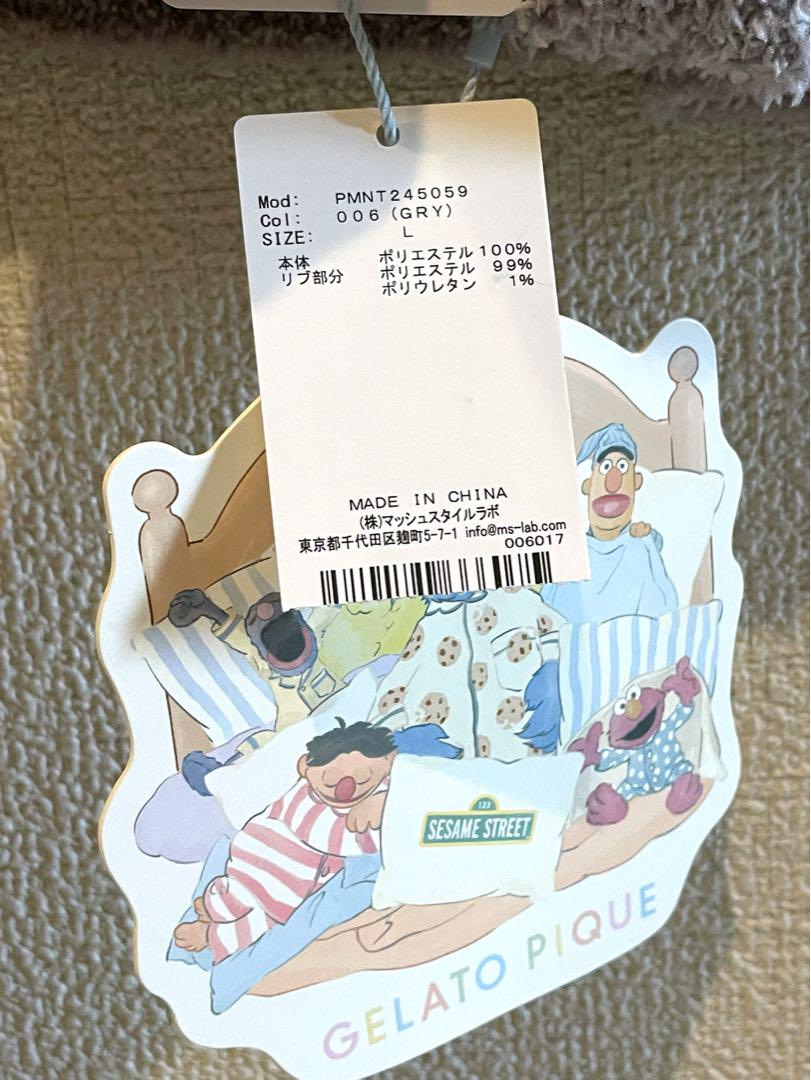 Mod: PMNT245059
Col: 006(GRY)
SIZE: L
本体 ポリエステル100%
リブ部分 ポリエステル 99%
ポリウレタン 1%
MADE IN CHINA
(株)マッシュスタイルラボ
東京都千代田区麹町5-7-1 info@ms-lab.com
006017
123
SESAME STREET
GELATO PIQUE